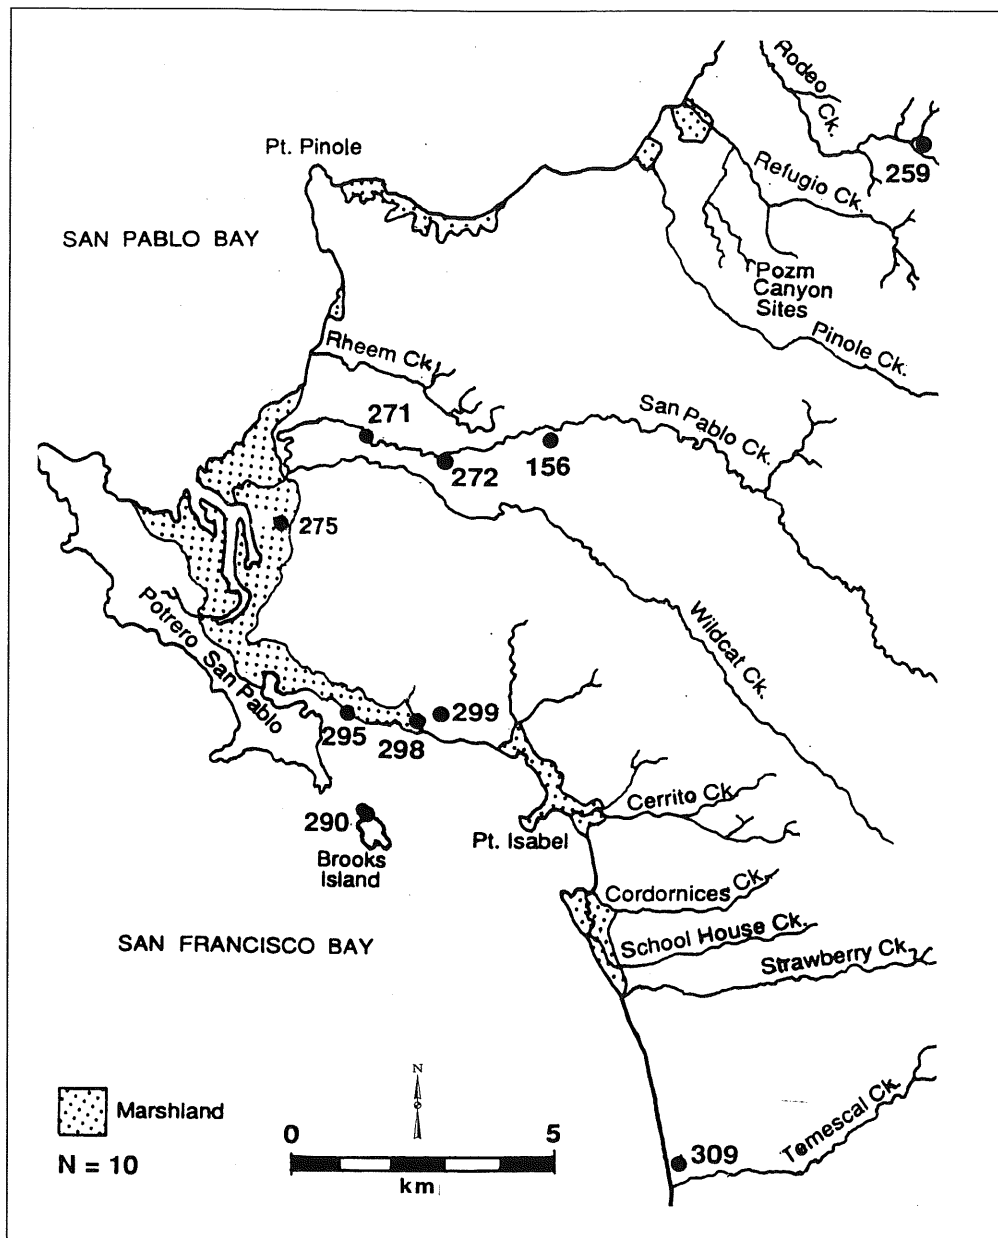 Rodeo
Ck.
259
Refugio Ck.
Pt. Pinole
SAN PABLO BAY
Pozm
Canyon
Sites
Pinole Ck.
Rheem Ck.
271
272
156
San Pablo Ck.
275
Potrero San Pablo
Wildcat Ck.
295
298
299
290
Brooks
Island
Pt. Isabel
Cerrito Ck.
Cordornices Ck.
School House Ck.
Strawberry Ck.
SAN FRANCISCO BAY
N
Marshland
N = 10
0 5
km
309
Temescal Ck.